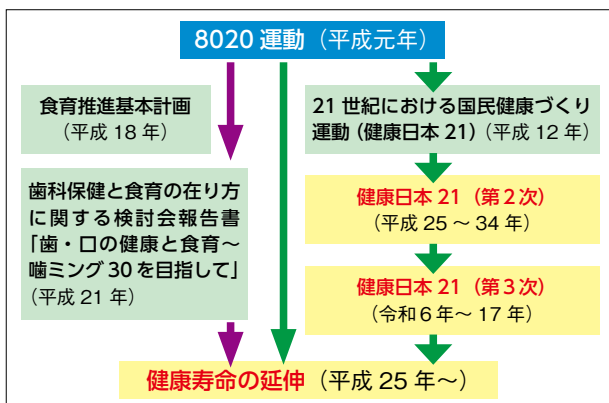 8020 運動（平成元年）
食育推進基本計画
（平成 18 年）
歯科保健と食育の在り方
に関する検討会報告書
「歯・口の健康と食育～
噛ミング 30 を目指して」
（平成 21 年）
21 世紀における国民健康づくり
運動（健康日本 21）（平成 12 年）
健康日本 21（第２次）
（平成 25 ～ 34 年）
健康日本 21（第３次）
（令和６年～ 17 年）
健康寿命の延伸（平成 25 年～）